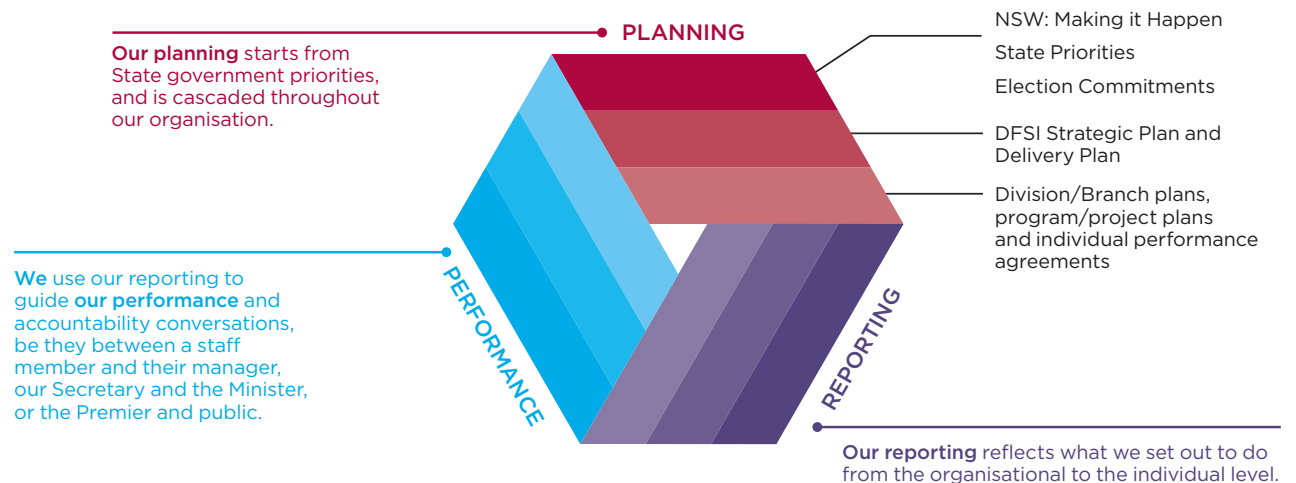 PLANNING
Our planning starts from
State government priorities,
and is cascaded throughout
our organisation.
NSW: Making it Happen
State Priorities
Election Commitments
DFSI Strategic Plan and
Delivery Plan
Division/Branch plans,
program/project plans
and individual performance
agreements
PERFORMANCE
We use our reporting to
guide our performance and
accountability conversations,
be they between a staff
member and their manager,
our Secretary and the Minister,
or the Premier and public.
REPORTING
Our reporting reflects what we set out to do
from the organisational to the individual level.